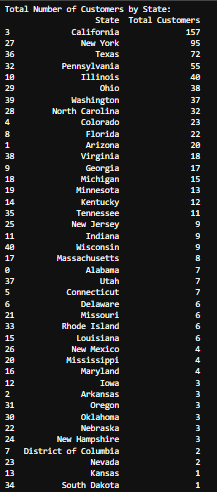 Total Number of Customers by State:
State Total Customers
3 California 157
27 New York 95
36 Texas 72
32 Pennsylvania 55
10 Illinois 40
29 Ohio 38
39 Washington 37
28 North Carolina 32
4 Colorado 23
8 Florida 22
1 Arizona 20
38 Virginia 18
9 Georgia 17
18 Michigan 15
19 Minnesota 13
14 Kentucky 12
35 Tennessee 11
25 New Jersey 9
11 Indiana 9
40 Wisconsin 9
17 Massachusetts 8
0 Alabama 7
37 Utah 7
5 Connecticut 7
6 Delaware 6
21 Missouri 6
33 Rhode Island 6
15 Louisiana 6
26 New Mexico 4
20 Mississippi 4
16 Maryland 4
12 Iowa 3
2 Arkansas 3
31 Oregon 3
30 Oklahoma 3
22 Nebraska 3
24 New Hampshire 3
7 District of Columbia 2
23 Nevada 2
13 Kansas 1
34 South Dakota 1